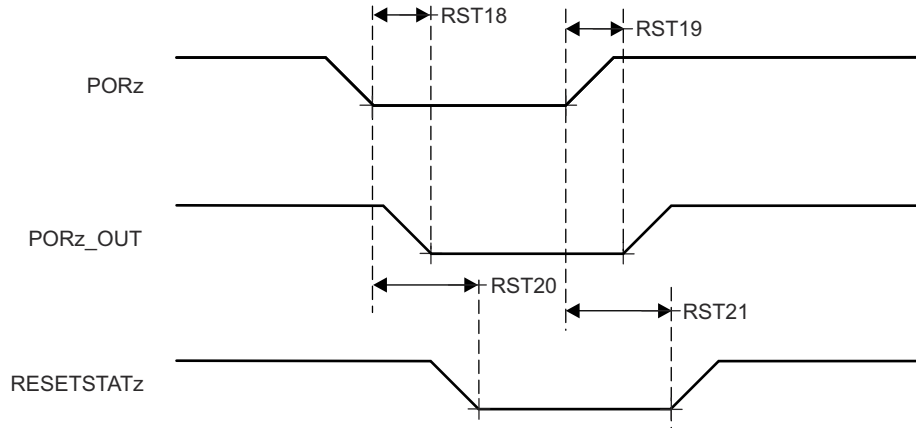 RST18
RST19
PORz
PORz_OUT
RST20
RST21
RESETSTATz